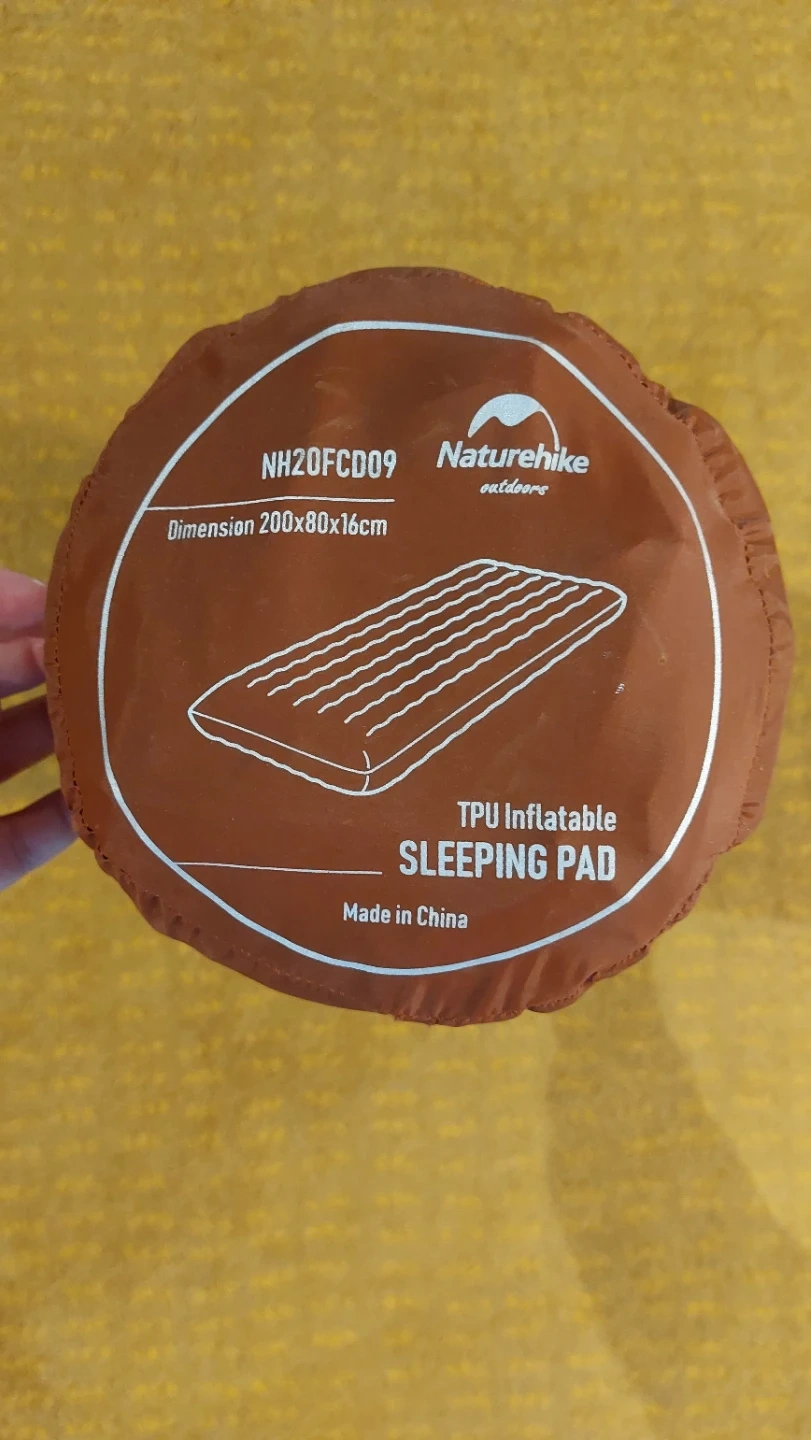 NH20FCD09
Naturehike
outdoors
Dimension 200x80x16cm
TPU Inflatable
SLEEPING PAD
Made in China